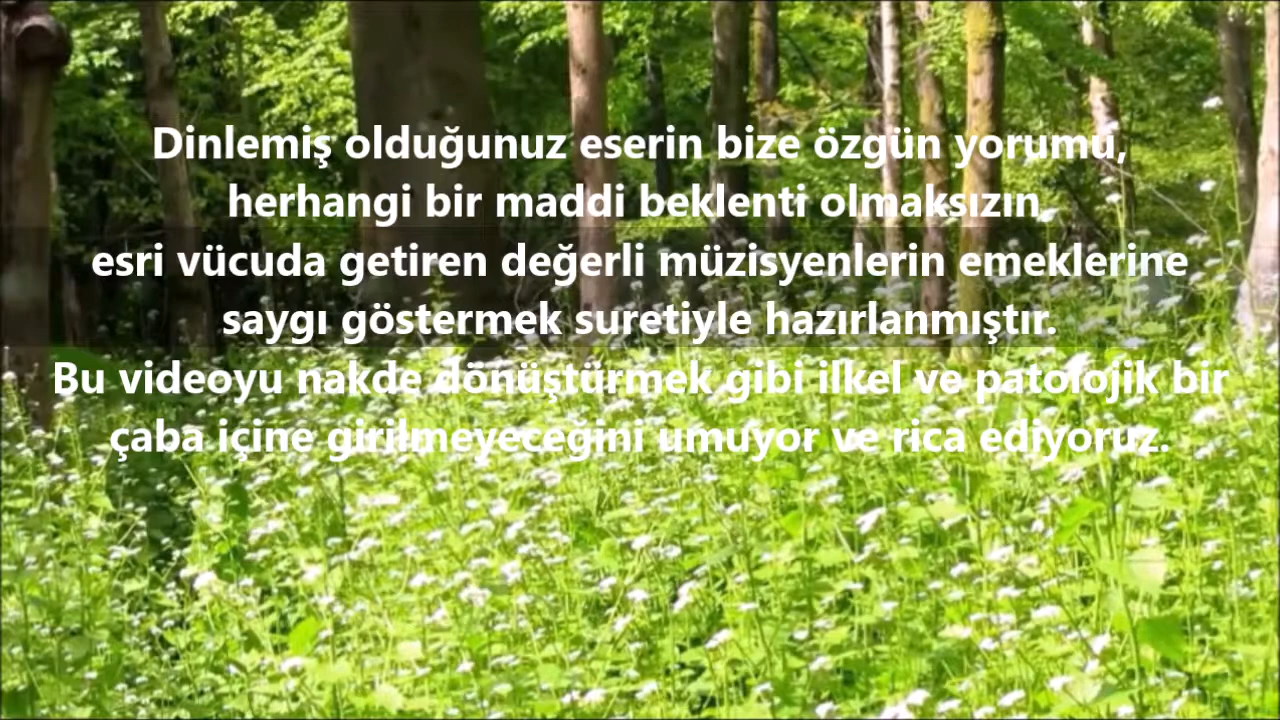 Dinlemiş olduğunuz eserin bize özgün yorumu,
herhangi bir maddi beklenti olmaksızın,
esri vücuda getiren değerli müzisyenlerin emeklerine
saygı göstermek suretiyle hazırlanmıştır.
Bu videoyu nakde dönüştürmek gibi ilkel ve patolojik bir
çaba içine girilmeyeceğini umuyor ve rica ediyoruz.